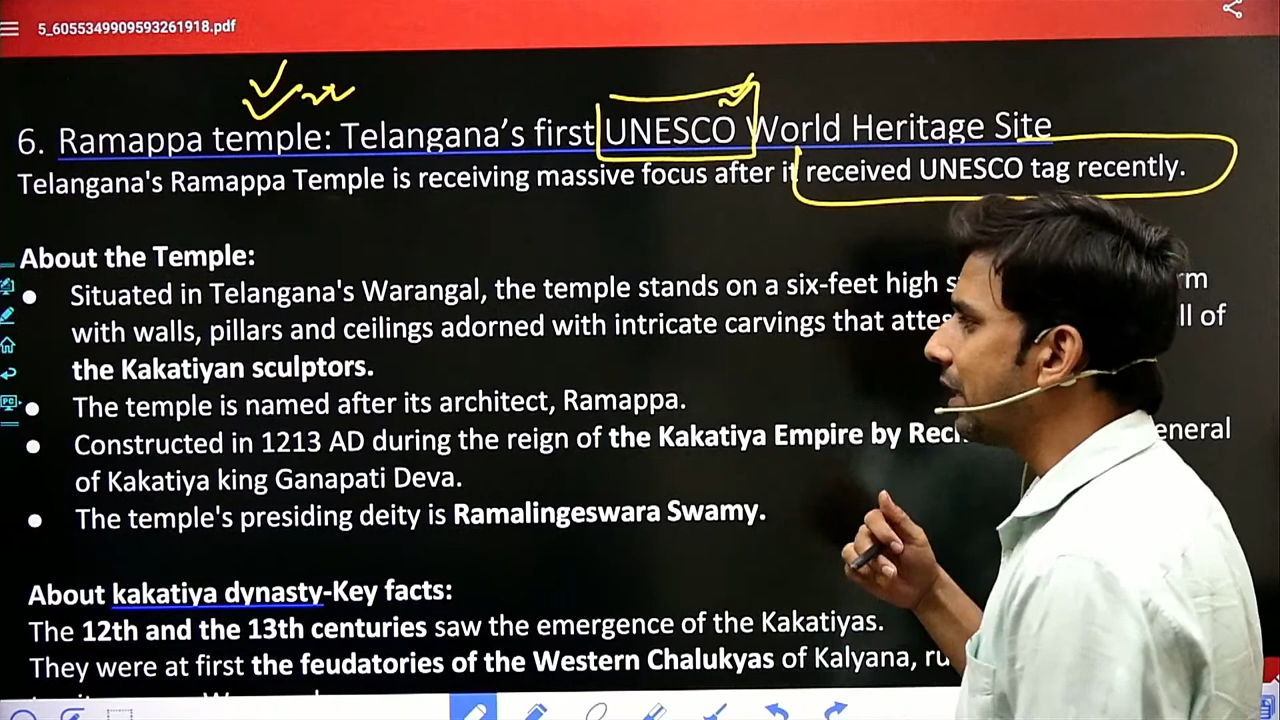 5_6055349909593261918.pdf
6. Ramappa temple: Telangana's first UNESCO World Heritage Site
Telangana's Ramappa Temple is receiving massive focus after it received UNESCO tag recently.
About the Temple:
● Situated in Telangana's Warangal, the temple stands on a six-feet high
with walls, pillars and ceilings adorned with intricate carvings that
the Kakatiyan sculptors.
● The temple is named after its architect, Ramappa.
● Constructed in 1213 AD during the reign of the Kakatiya Empire by
of Kakatiya king Ganapati Deva.
● The temple's presiding deity is Ramalingeswara Swamy.
About kakatiya dynasty-Key facts:
The 12th and the 13th centuries saw the emergence of the Kakatiyas.
They were at first the feudatories of the Western Chalukyas of Kalyana,